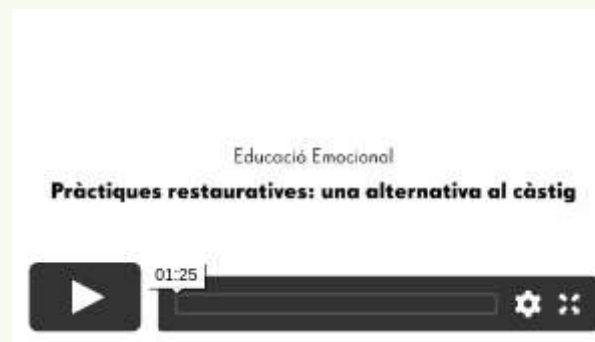 Educació Emocional
Pràctiques restauratives: una alternativa al càstig
01:25